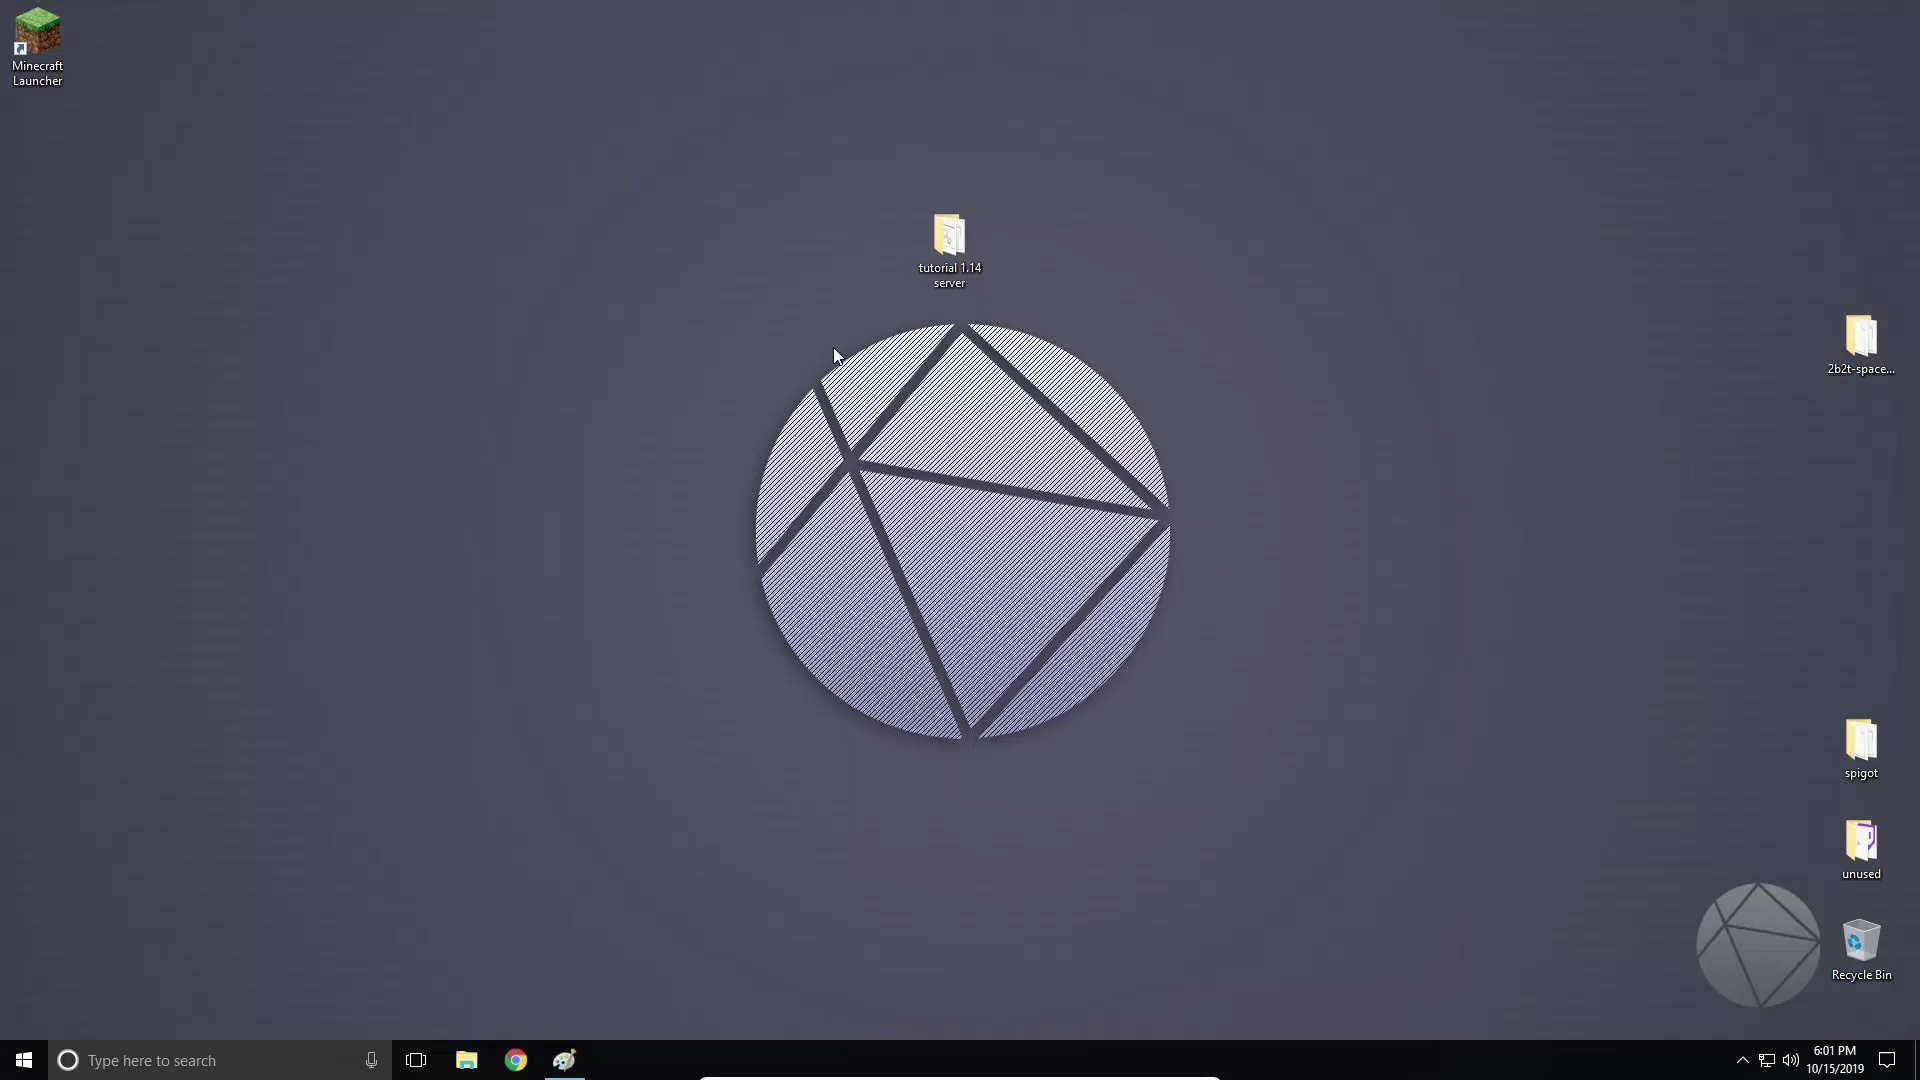 Minecraft
Launcher
tutorial 1.14
server
2b2t-space...
spigot
unused
Recycle Bin
Type here to search
6:01 PM
10/15/2019